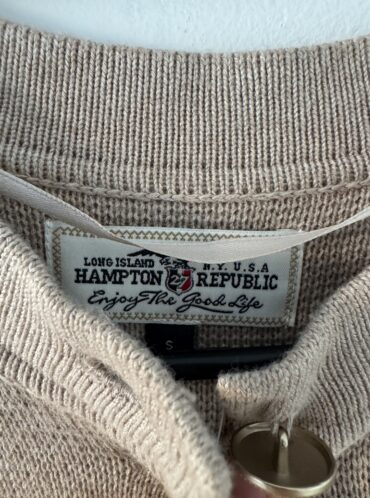 LONG ISLAND N.Y. U.S.A
HAMPTON 27 REPUBLIC
Enjoy The Good Life
S